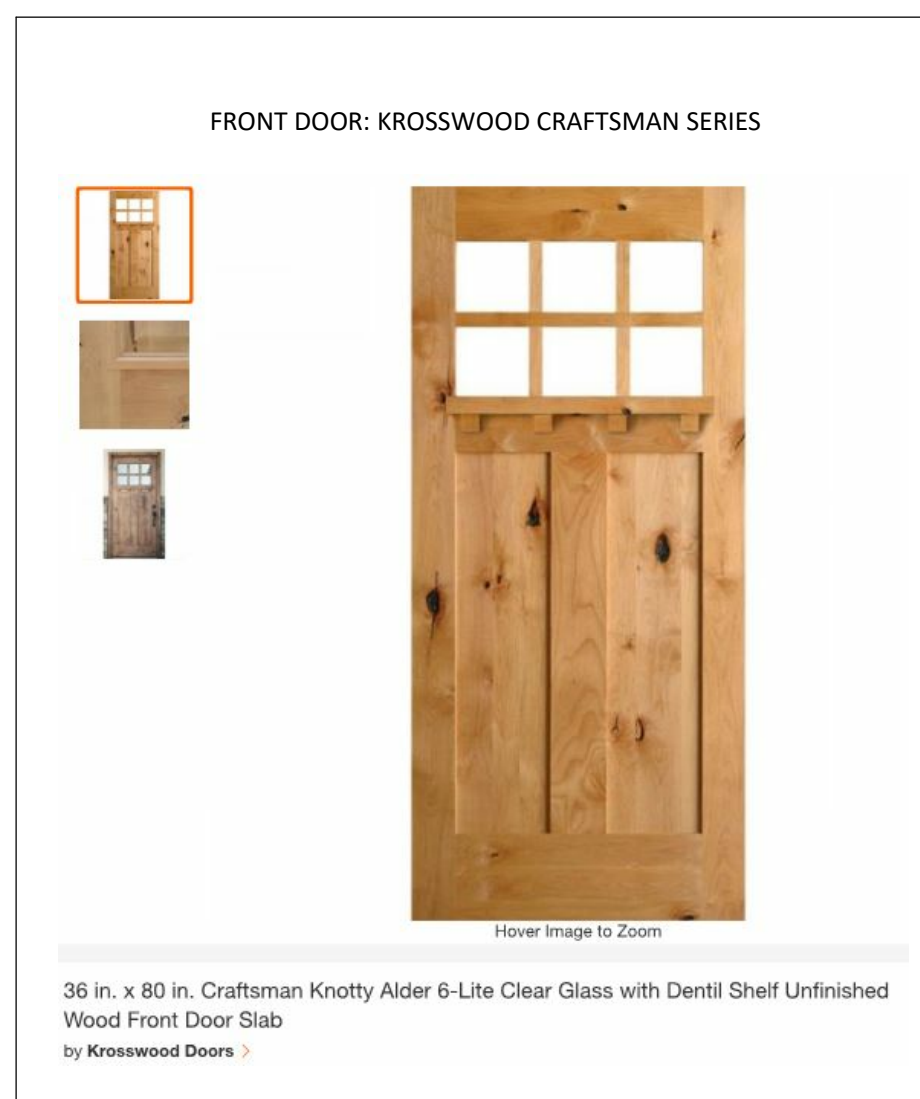 FRONT DOOR: KROSSWOOD CRAFTSMAN SERIES
Hover Image to Zoom
36 in. x 80 in. Craftsman Knotty Alder 6-Lite Clear Glass with Dentil Shelf Unfinished
Wood Front Door Slab
by Krosswood Doors >